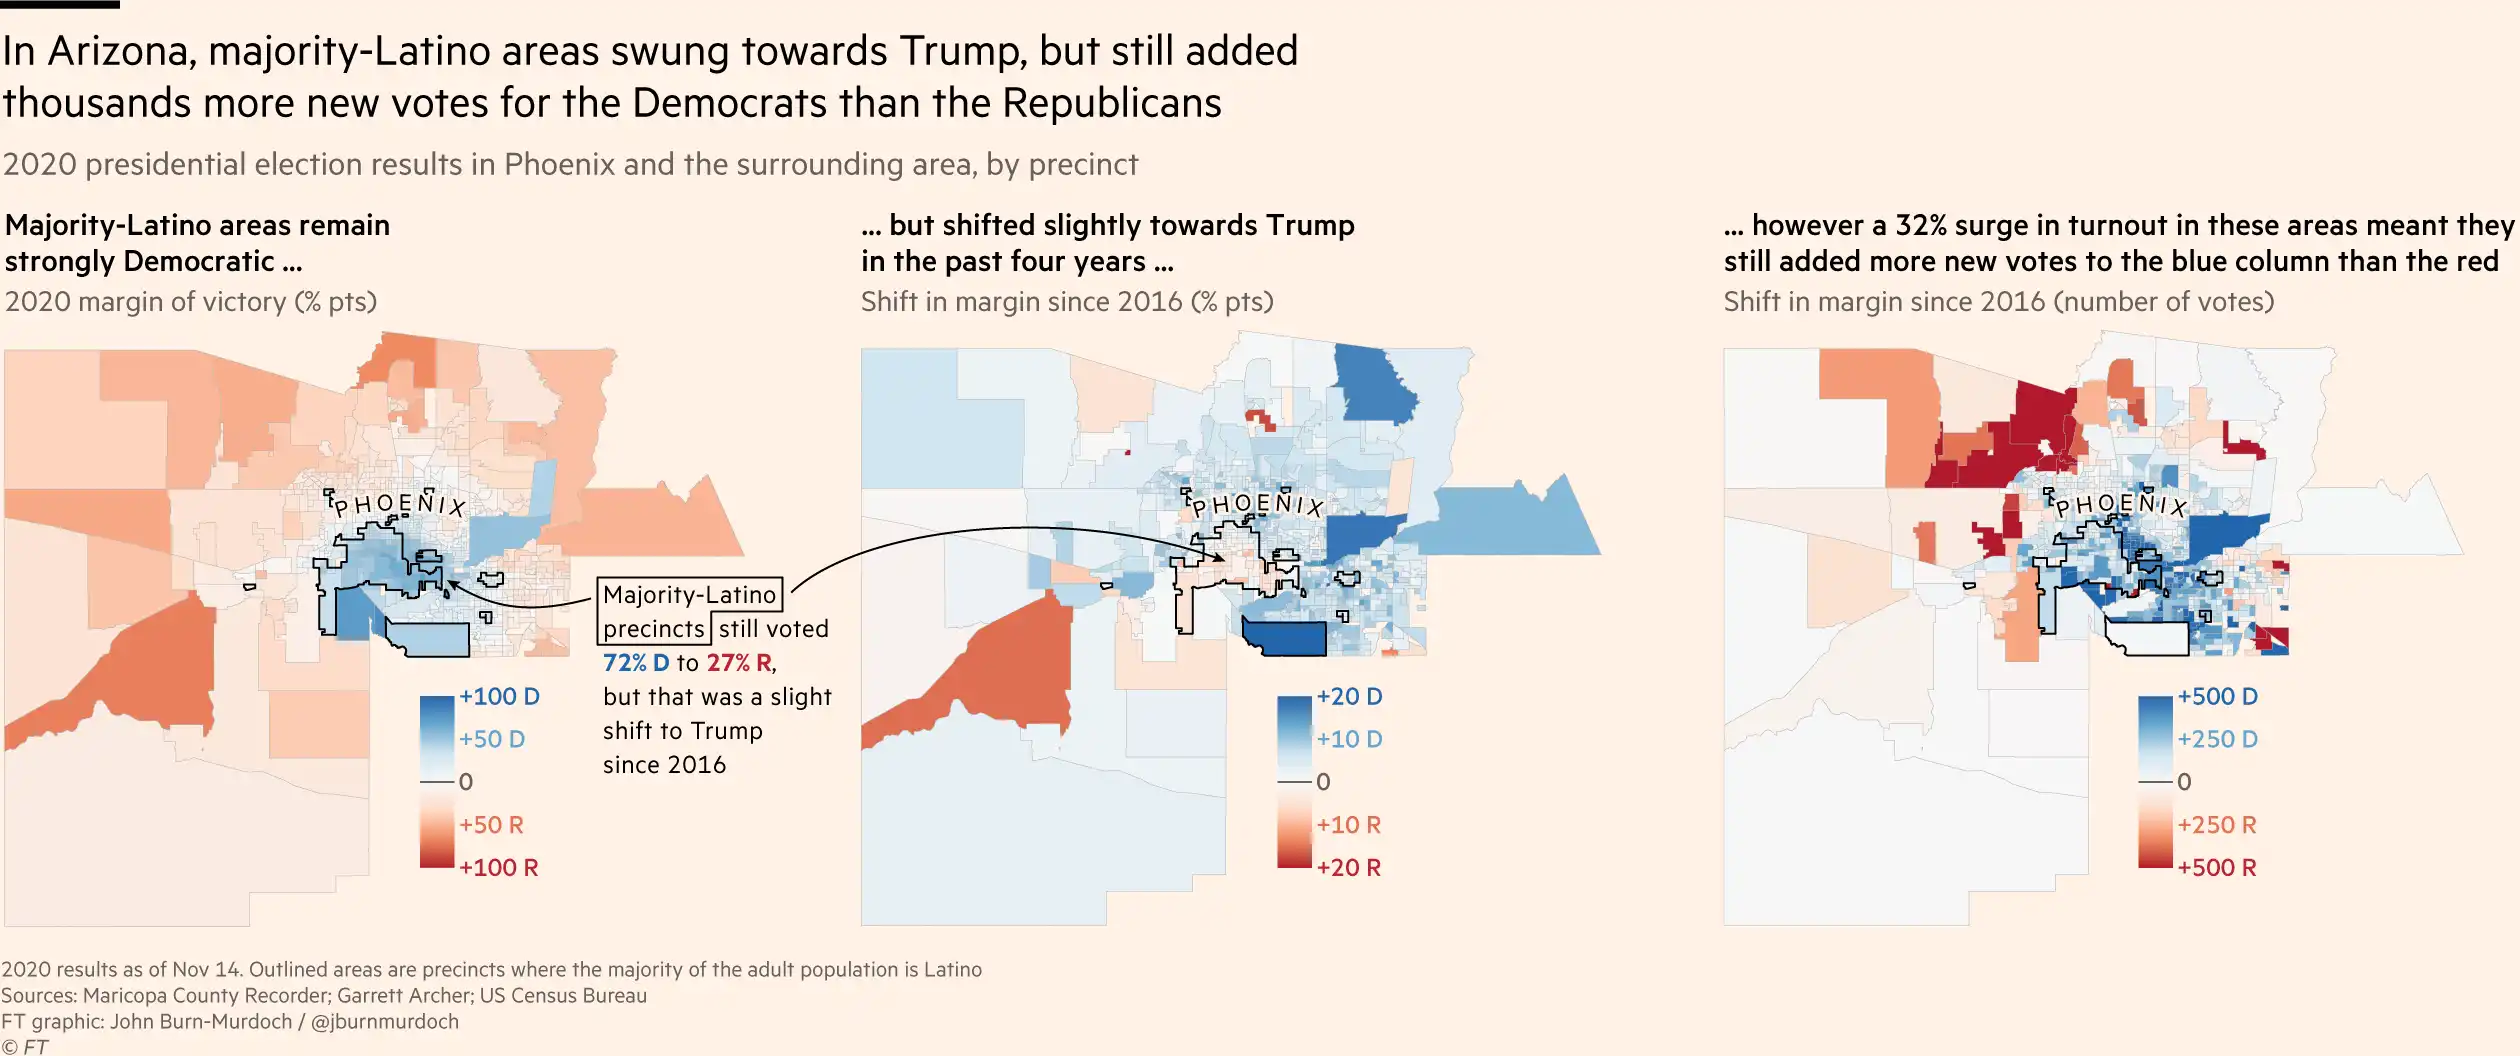 In Arizona, majority-Latino areas swung towards Trump, but still added
thousands more new votes for the Democrats than the Republicans
2020 presidential election results in Phoenix and the surrounding area, by precinct
Majority-Latino areas remain
strongly Democratic ...
2020 margin of victory (% pts)
PHOENIX
+100 D
+50 D
0
+50 R
+100 R
Majority-Latino
precincts still voted
72% D to 27% R,
but that was a slight
shift to Trump
since 2016
... but shifted slightly towards Trump
in the past four years ...
Shift in margin since 2016 (% pts)
PHOENIX
+20 D
+10 D
0
+10 R
+20 R
... however a 32% surge in turnout in these areas meant they
still added more new votes to the blue column than the red
Shift in margin since 2016 (number of votes)
PHOENIX
+500 D
+250 D
0
+250 R
+500 R
2020 results as of Nov 14. Outlined areas are precincts where the majority of the adult population is Latino
Sources: Maricopa County Recorder; Garrett Archer; US Census Bureau
FT graphic: John Burn-Murdoch / @jburnmurdoch
© FT